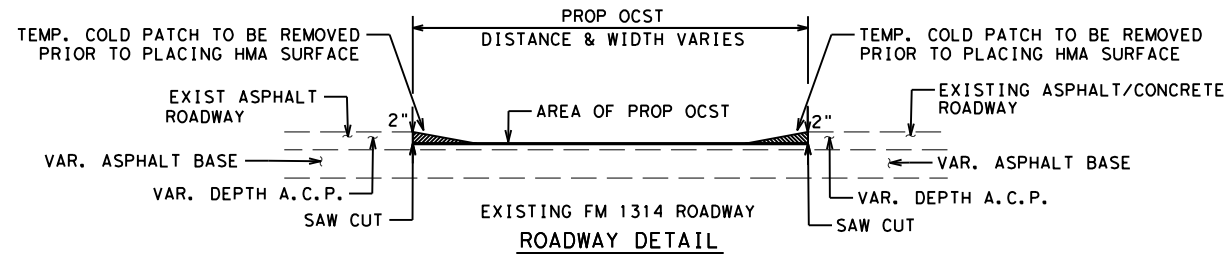 PROP OCST
DISTANCE & WIDTH VARIES
TEMP. COLD PATCH TO BE REMOVED
PRIOR TO PLACING HMA SURFACE
TEMP. COLD PATCH TO BE REMOVED
PRIOR TO PLACING HMA SURFACE
EXIST ASPHALT
ROADWAY
2"
AREA OF PROP OCST
2"
EXISTING ASPHALT/CONCRETE
ROADWAY
VAR. ASPHALT BASE
VAR. ASPHALT BASE
VAR. DEPTH A.C.P.
VAR. DEPTH A.C.P.
SAW CUT
EXISTING FM 1314 ROADWAY
SAW CUT
ROADWAY DETAIL